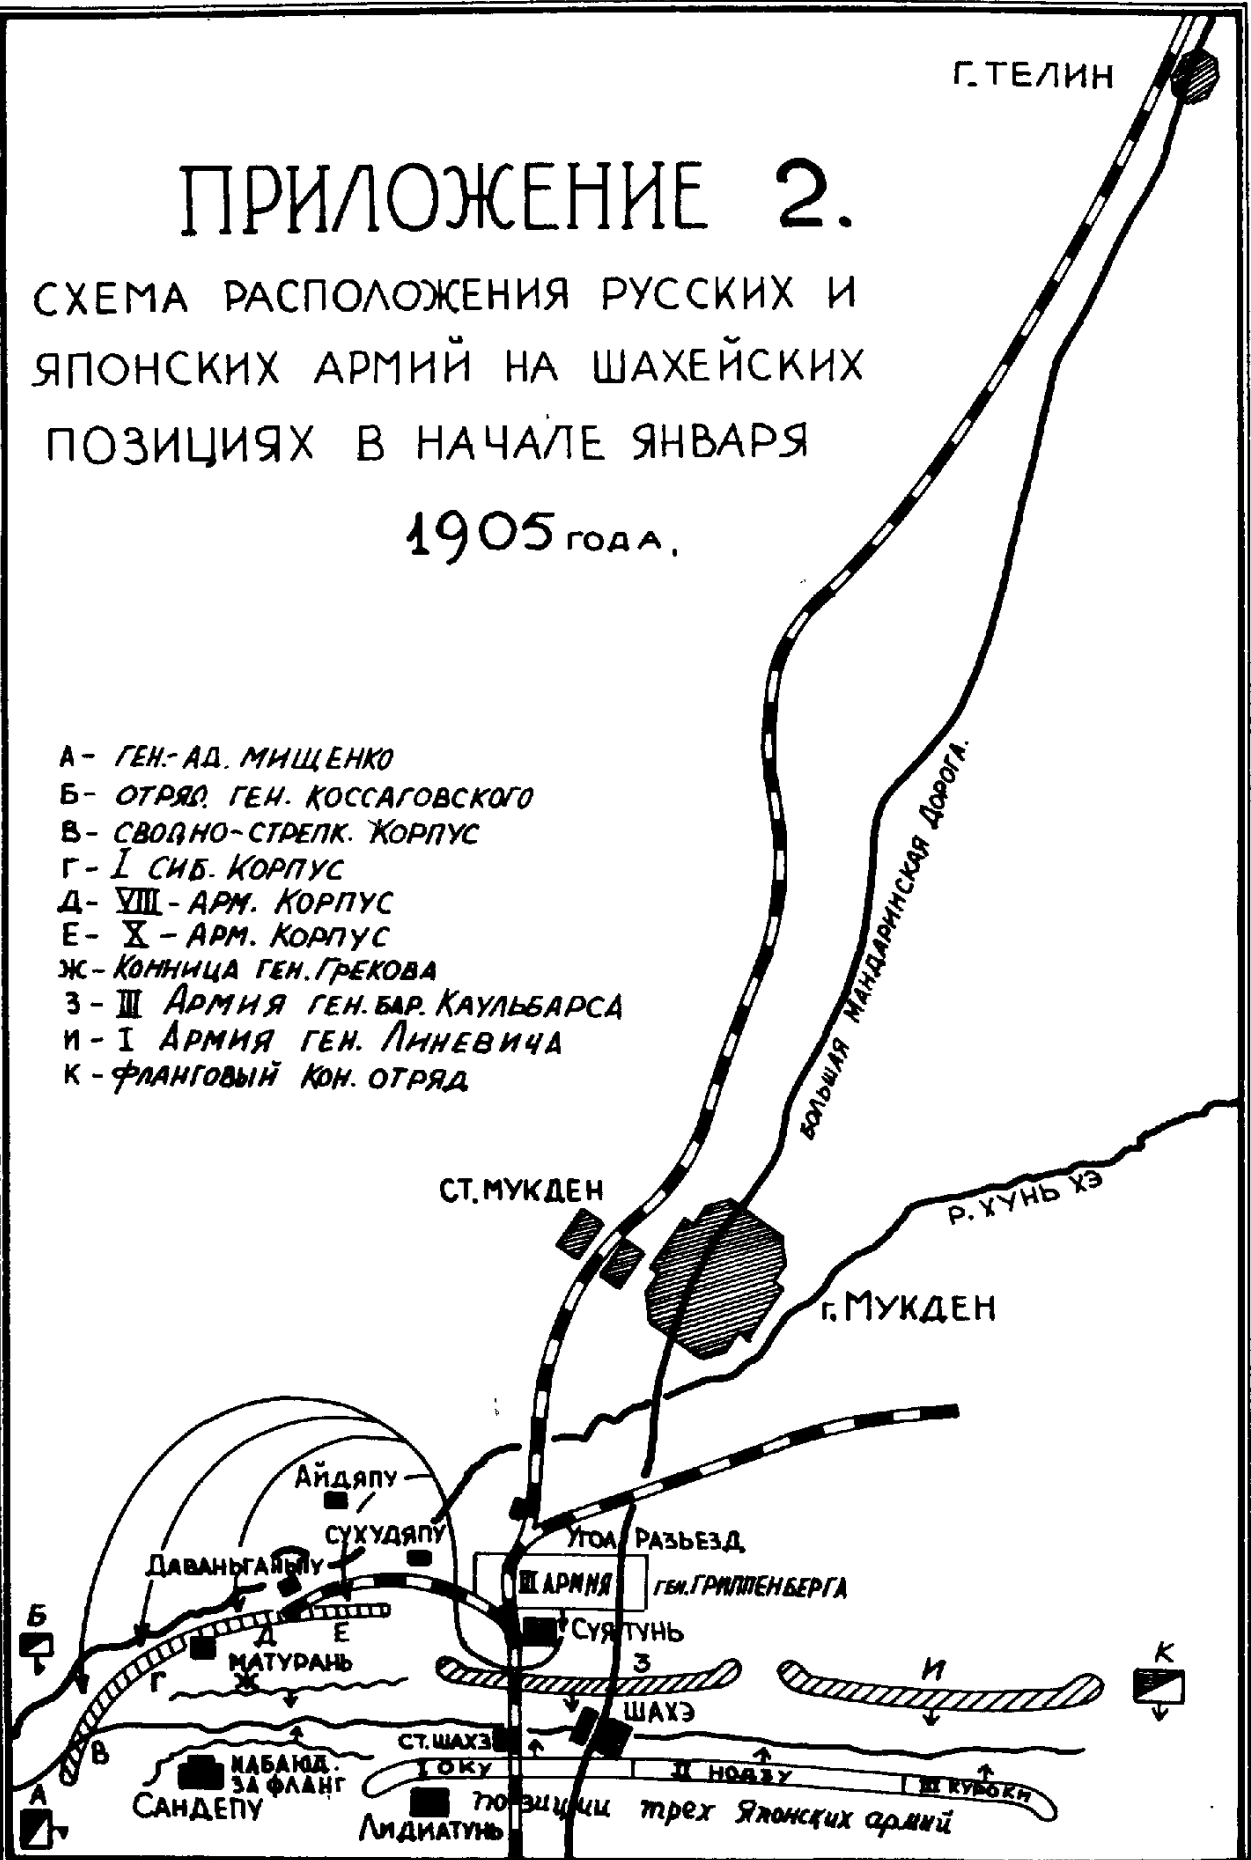 Г. ТЕЛИН
ПРИЛОЖЕНИЕ 2.
СХЕМА РАСПОЛОЖЕНИЯ РУССКИХ И
ЯПОНСКИХ АРМИЙ НА ШАХЕЙСКИХ
ПОЗИЦИЯХ В НАЧАЛЕ ЯНВАРЯ
1905 ГОДА.
А - ГЕН.-АД. МИЩЕНКО
Б - ОТРЯД ГЕН. КОССАГОВСКОГО
В - СВОДНО-СТРЕЛК. КОРПУС
Г - I СИБ. КОРПУС
Д - VIII - АРМ. КОРПУС
Е - X - АРМ. КОРПУС
Ж - КОННИЦА ГЕН. ГРЕКОВА
З - III АРМИЯ ГЕН. БАР. КАУЛЬБАРСА
И - I АРМИЯ ГЕН. ЛИНЕВИЧА
К - ФЛАНГОВЫЙ КОН. ОТРЯД
БОЛЬШАЯ МАНДАРИНСКАЯ ДОРОГА.
СТ. МУКДЕН
Р. ХУНЬ ХЭ
Г. МУКДЕН
АЙДЯПУ
СУХУДЯПУ
УГОЛ. РАЗЬЕЗД
ДАВАНЬГАНЬПУ
III АРМИЯ ГЕН. ГРИППЕНБЕРГА
Б
Д
Е
СУЯТУНЬ
МАТУРАНЬ
З
И
К
Г
Ж
ШАХЭ
В
СТ. ШАХЭ
НАБЛЮД.
ЗА ФЛАНГ
I ОКУ
II НОДЗУ
III КУРОКИ
А
САНДЕПУ
ПОЗИЦИИ ТРЕХ ЯПОНСКИХ АРМИЙ
ЛИДИАТУНЬ